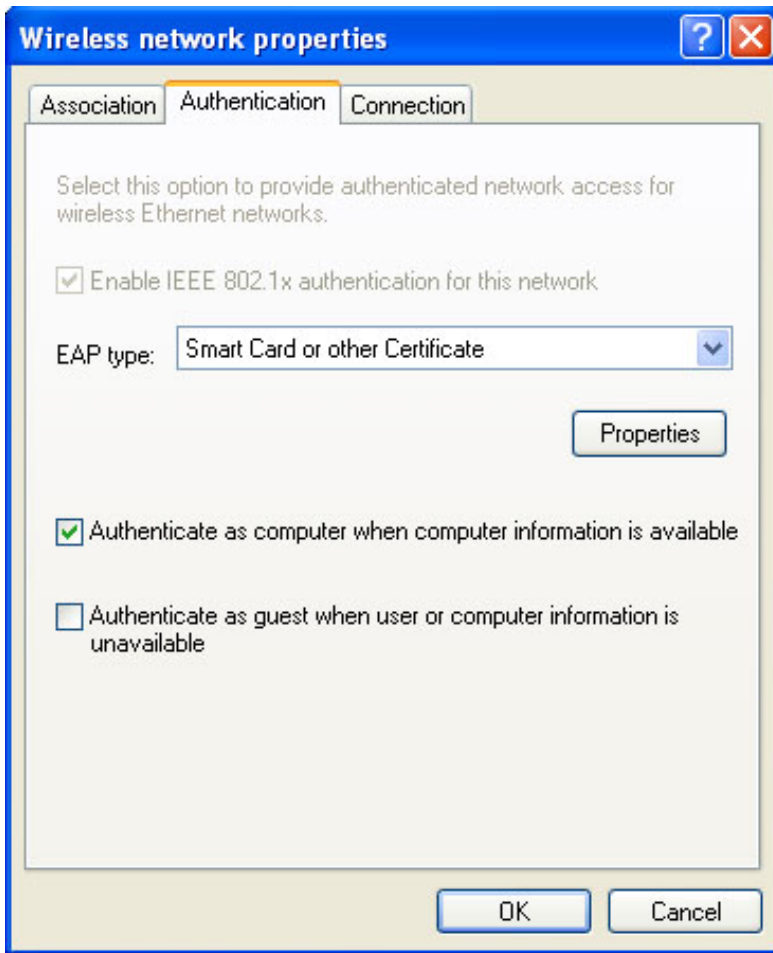 Wireless network properties
Association Authentication Connection
Select this option to provide authenticated network access for
wireless Ethernet networks.
Enable IEEE 802.1x authentication for this network
EAP type: Smart Card or other Certificate
Properties
Authenticate as computer when computer information is available
Authenticate as guest when user or computer information is
unavailable
OK Cancel